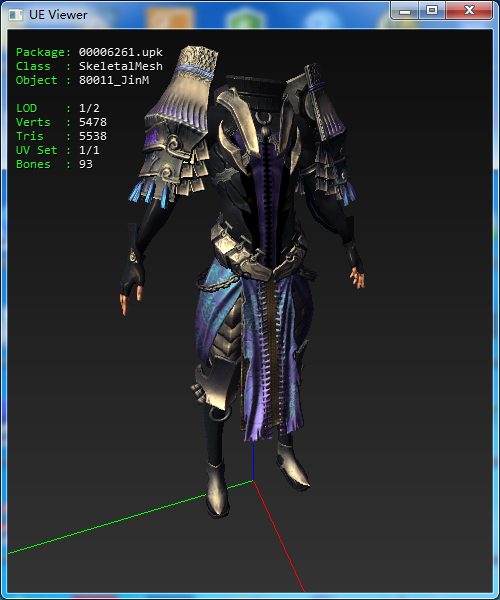 UE Viewer
Package: 00006261.upk
Class : SkeletalMesh
Object : 80011_JinM
LOD : 1/2
Verts : 5478
Tris : 5538
UV Set : 1/1
Bones : 93